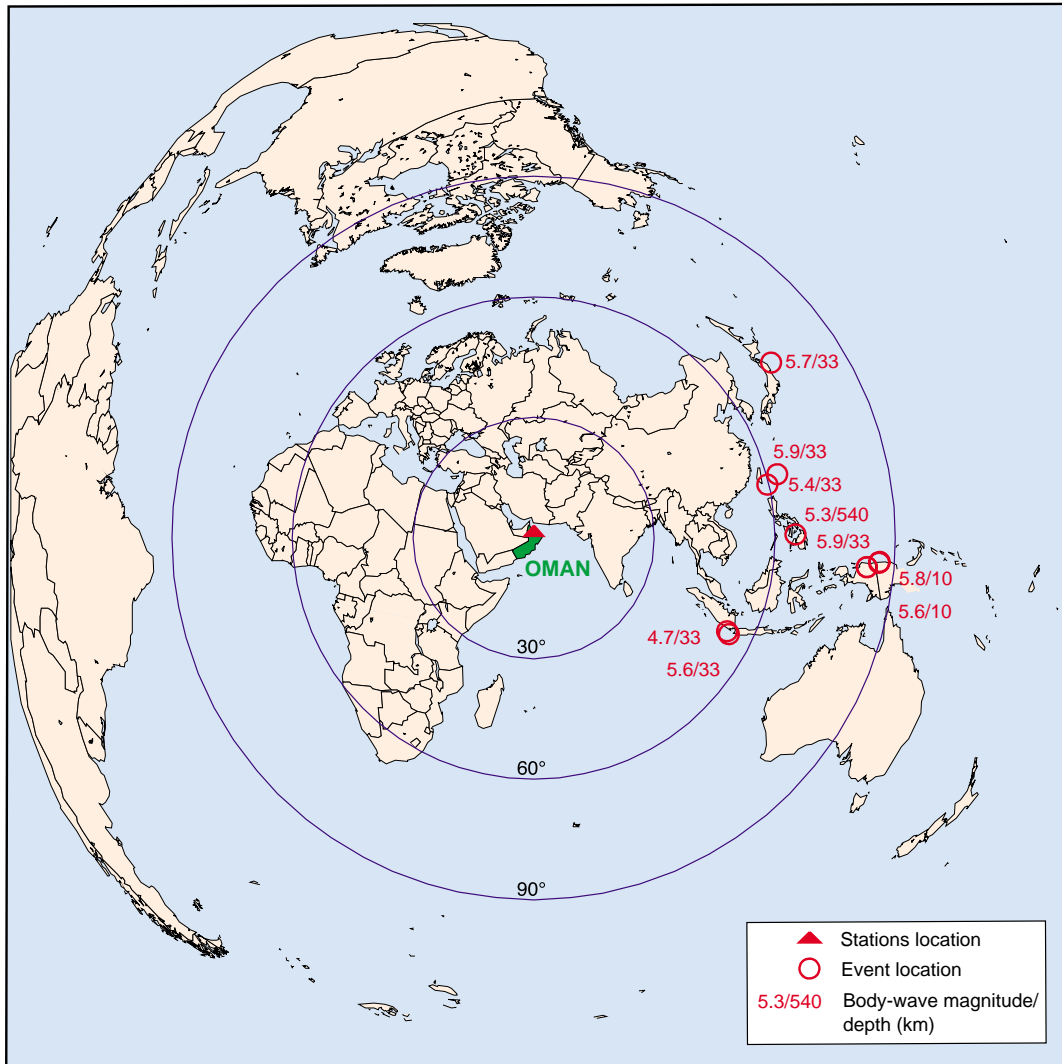 5.7/33
5.9/33
5.4/33
5.3/540
5.9/33
OMAN
5.8/10
5.6/10
4.7/33
30°
5.6/33
60°
90°
Stations location
Event location
5.3/540 Body-wave magnitude/
depth (km)